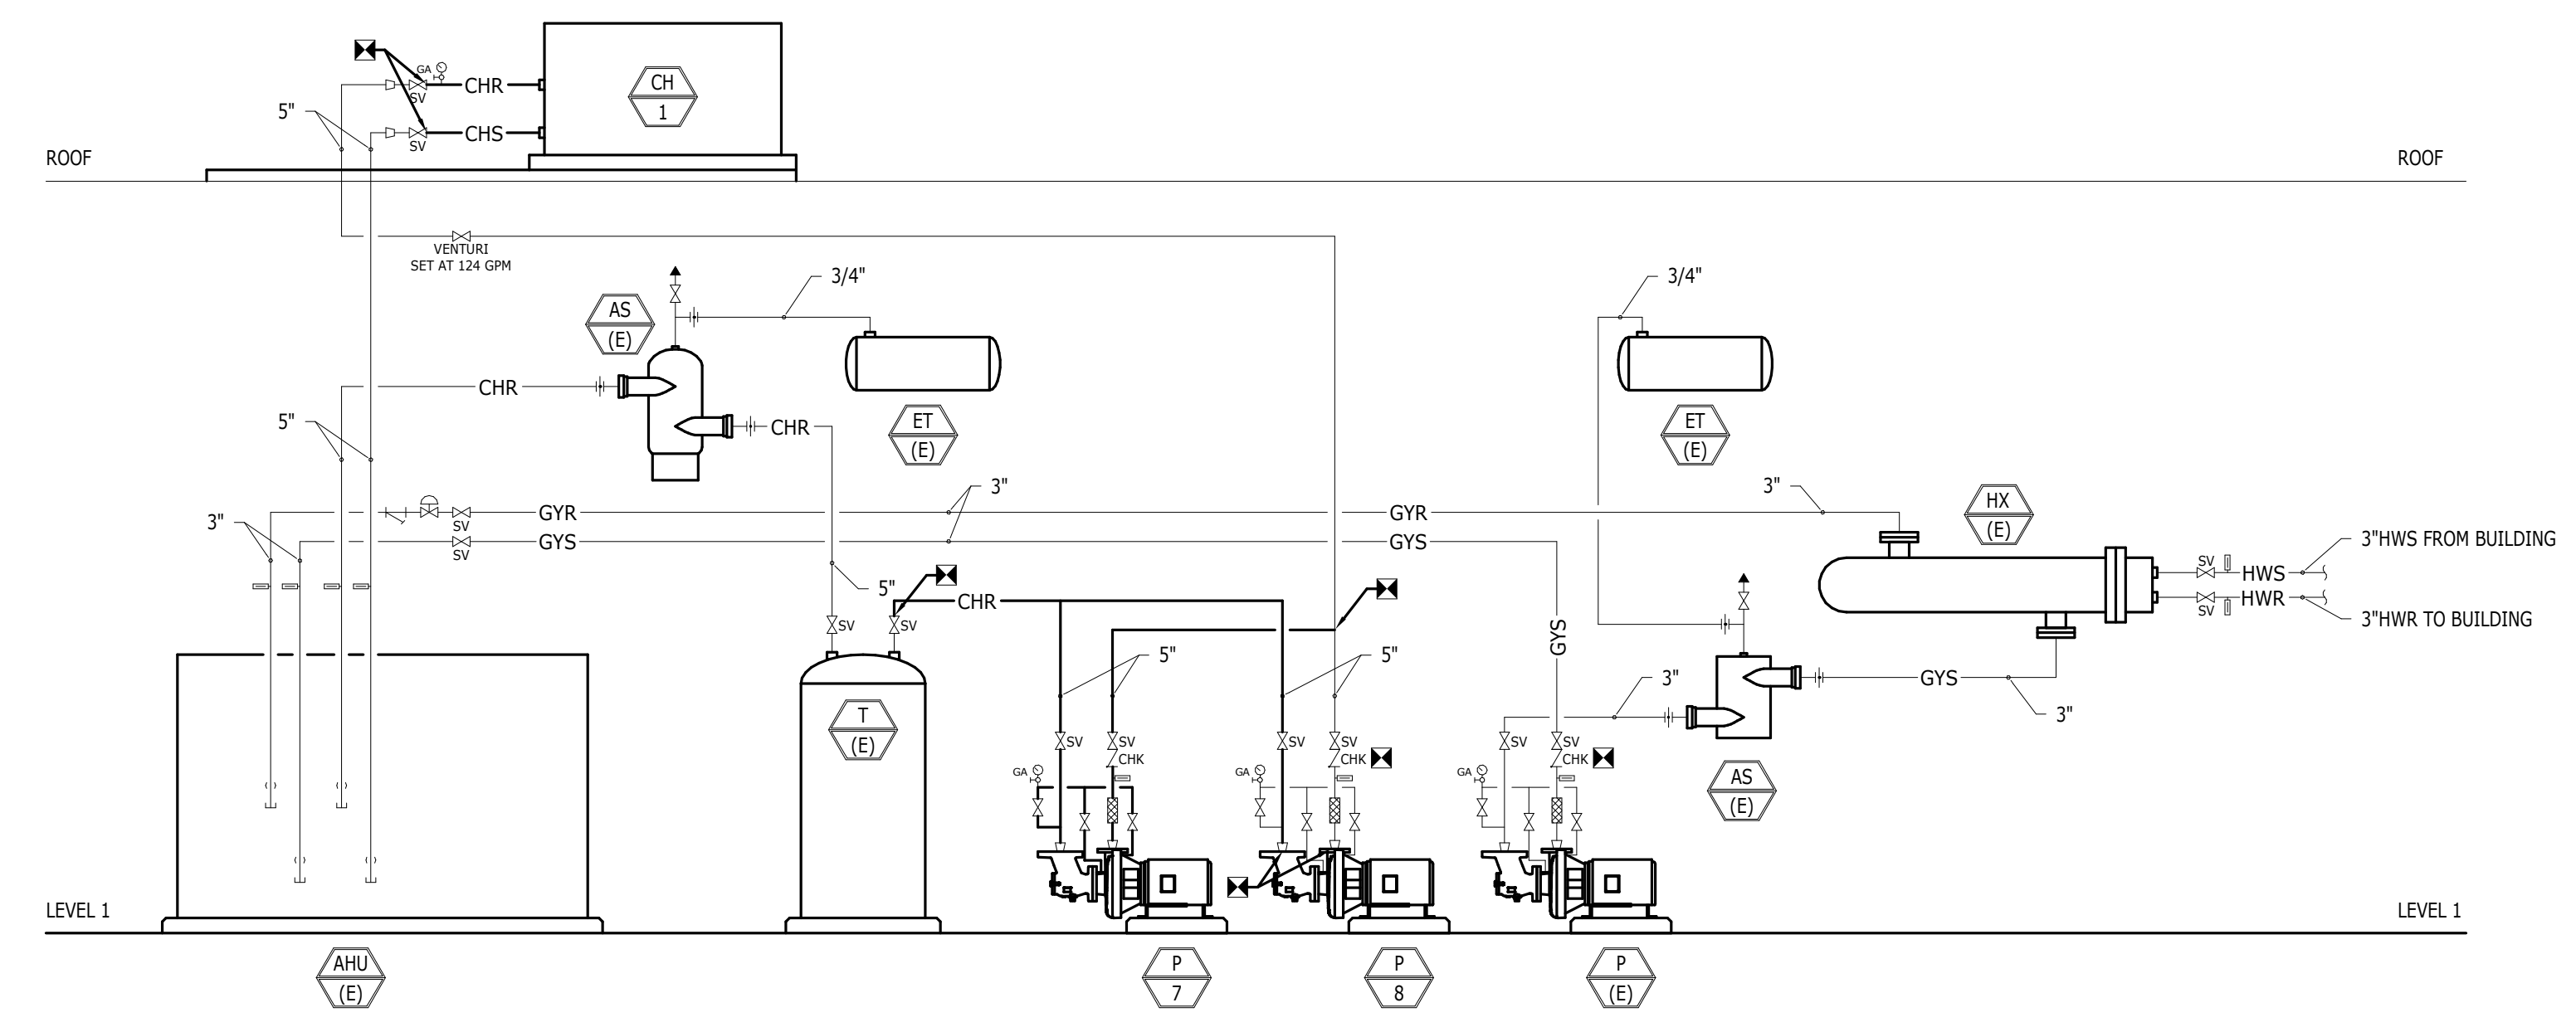 CH
1
GA
CHR
SV
5"
CHS
SV
ROOF
ROOF
VENTURI
SET AT 124 GPM
3/4"
3/4"
AS
(E)
CHR
ET
(E)
ET
(E)
5"
CHR
3"
3"
HX
(E)
3"
GYR
GYR
SV
GYS
GYS
SV
3"HWS FROM BUILDING
SV
HWS
5"
CHR
HWR
SV
3"HWR TO BUILDING
SV
SV
GYS
5"
5"
3"
GYS
3"
T
(E)
SV
SV
CHK
SV
SV
CHK
SV
SV
CHK
GA
GA
GA
AS
(E)
LEVEL 1
LEVEL 1
AHU
(E)
P
7
P
8
P
(E)